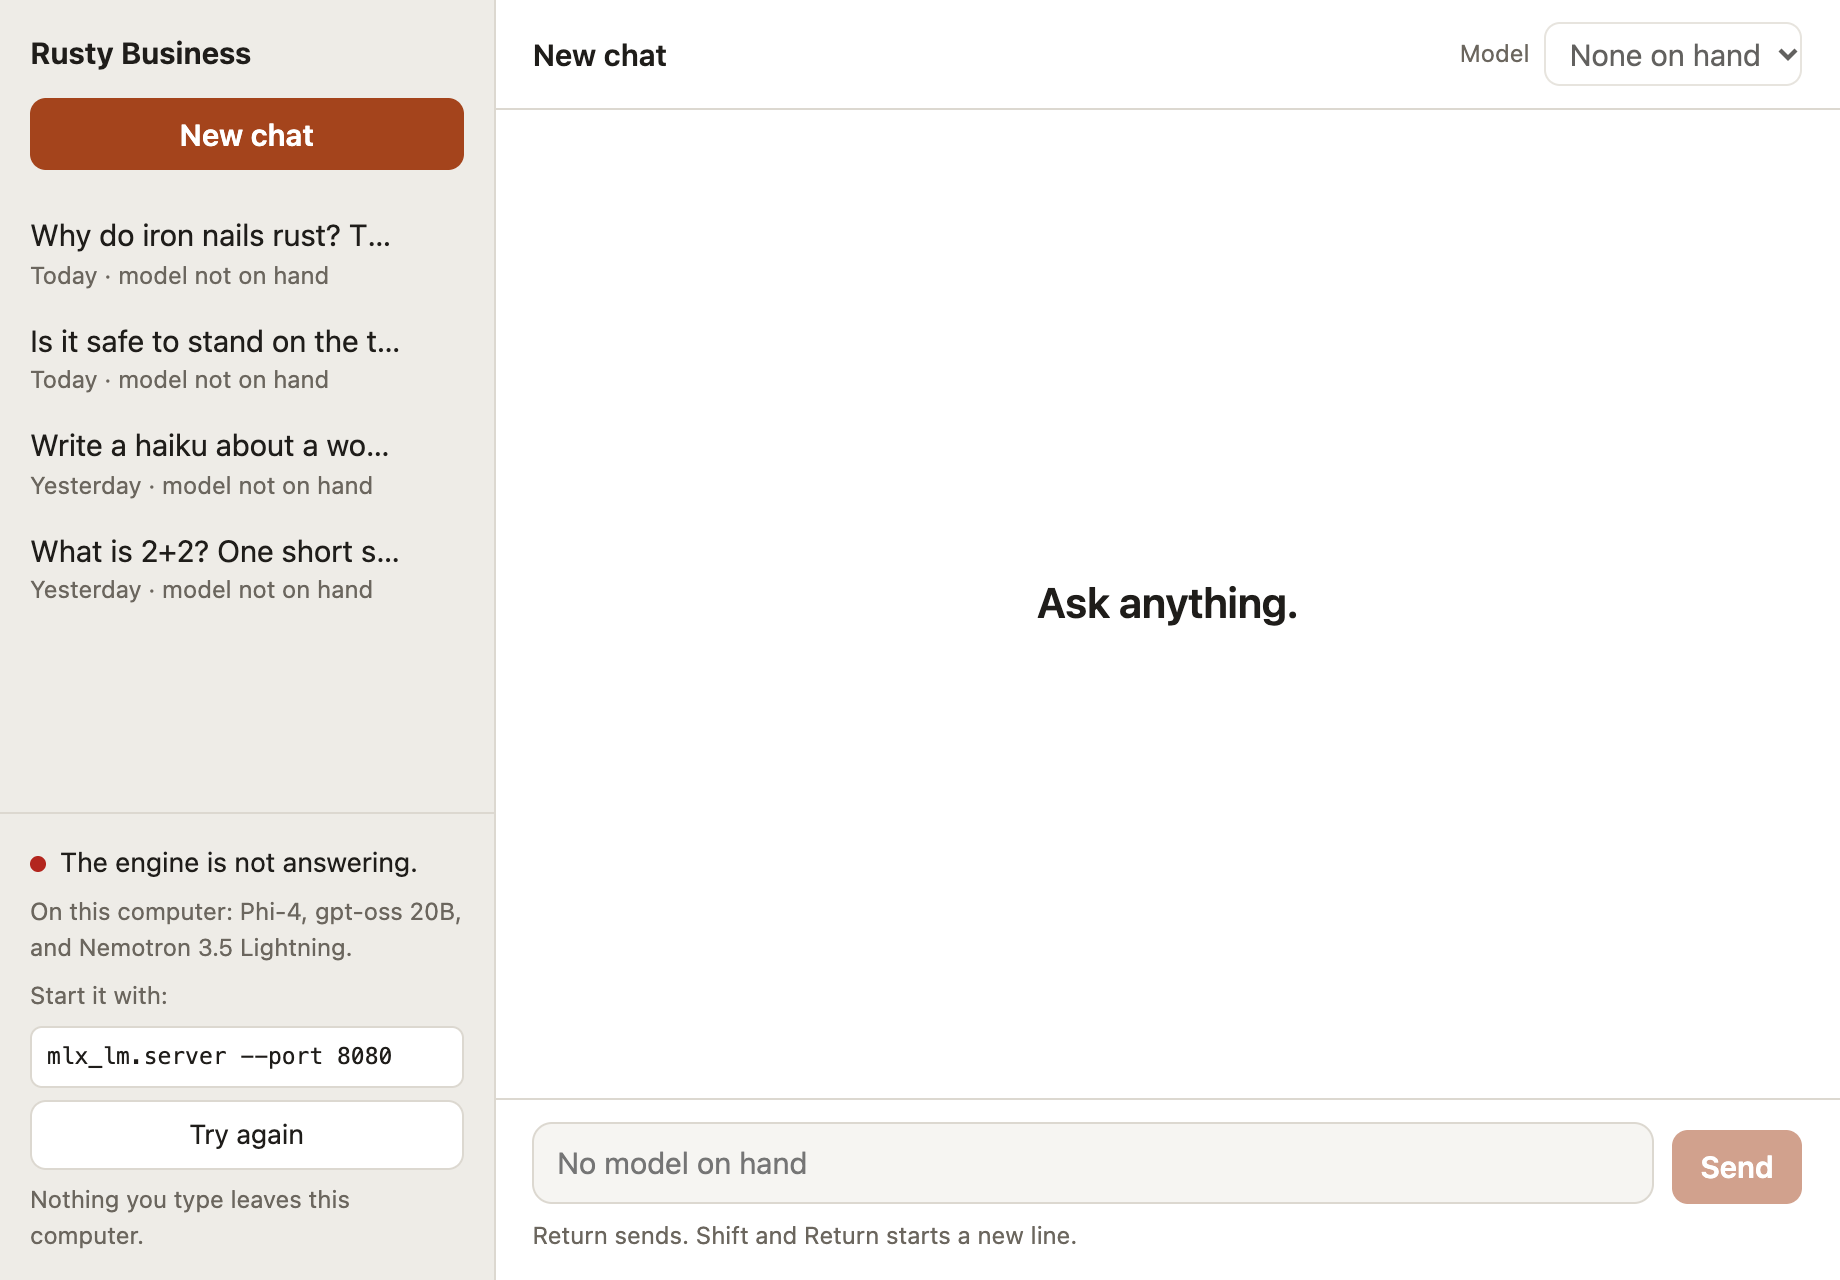 Rusty Business
New chat
Why do iron nails rust? T...
Today · model not on hand
Is it safe to stand on the t...
Today · model not on hand
Write a haiku about a wo...
Yesterday · model not on hand
What is 2+2? One short s...
Yesterday · model not on hand
The engine is not answering.
On this computer: Phi-4, gpt-oss 20B,
and Nemotron 3.5 Lightning.
Start it with:
mlx_lm.server --port 8080
Try again
Nothing you type leaves this
computer.
New chat
Model
None on hand
Ask anything.
No model on hand
Send
Return sends. Shift and Return starts a new line.